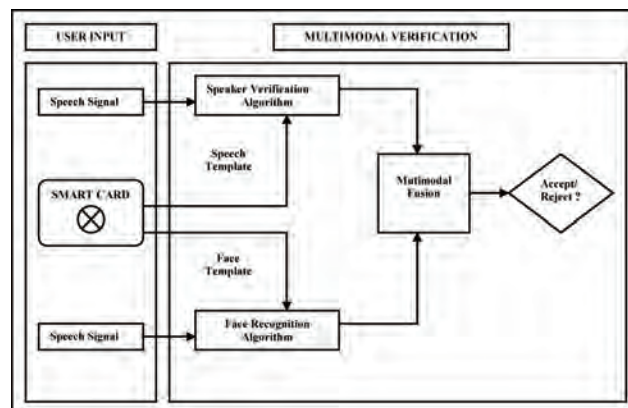 USER INPUT
MULTIMODAL VERIFICATION
Speech Signal
Speaker Verification
Algorithm
Speech
Template
SMART CARD
Matimodal
Fusion
Accept/
Reject ?
Face
Template
Speech Signal
Face Recognition
Algorithm